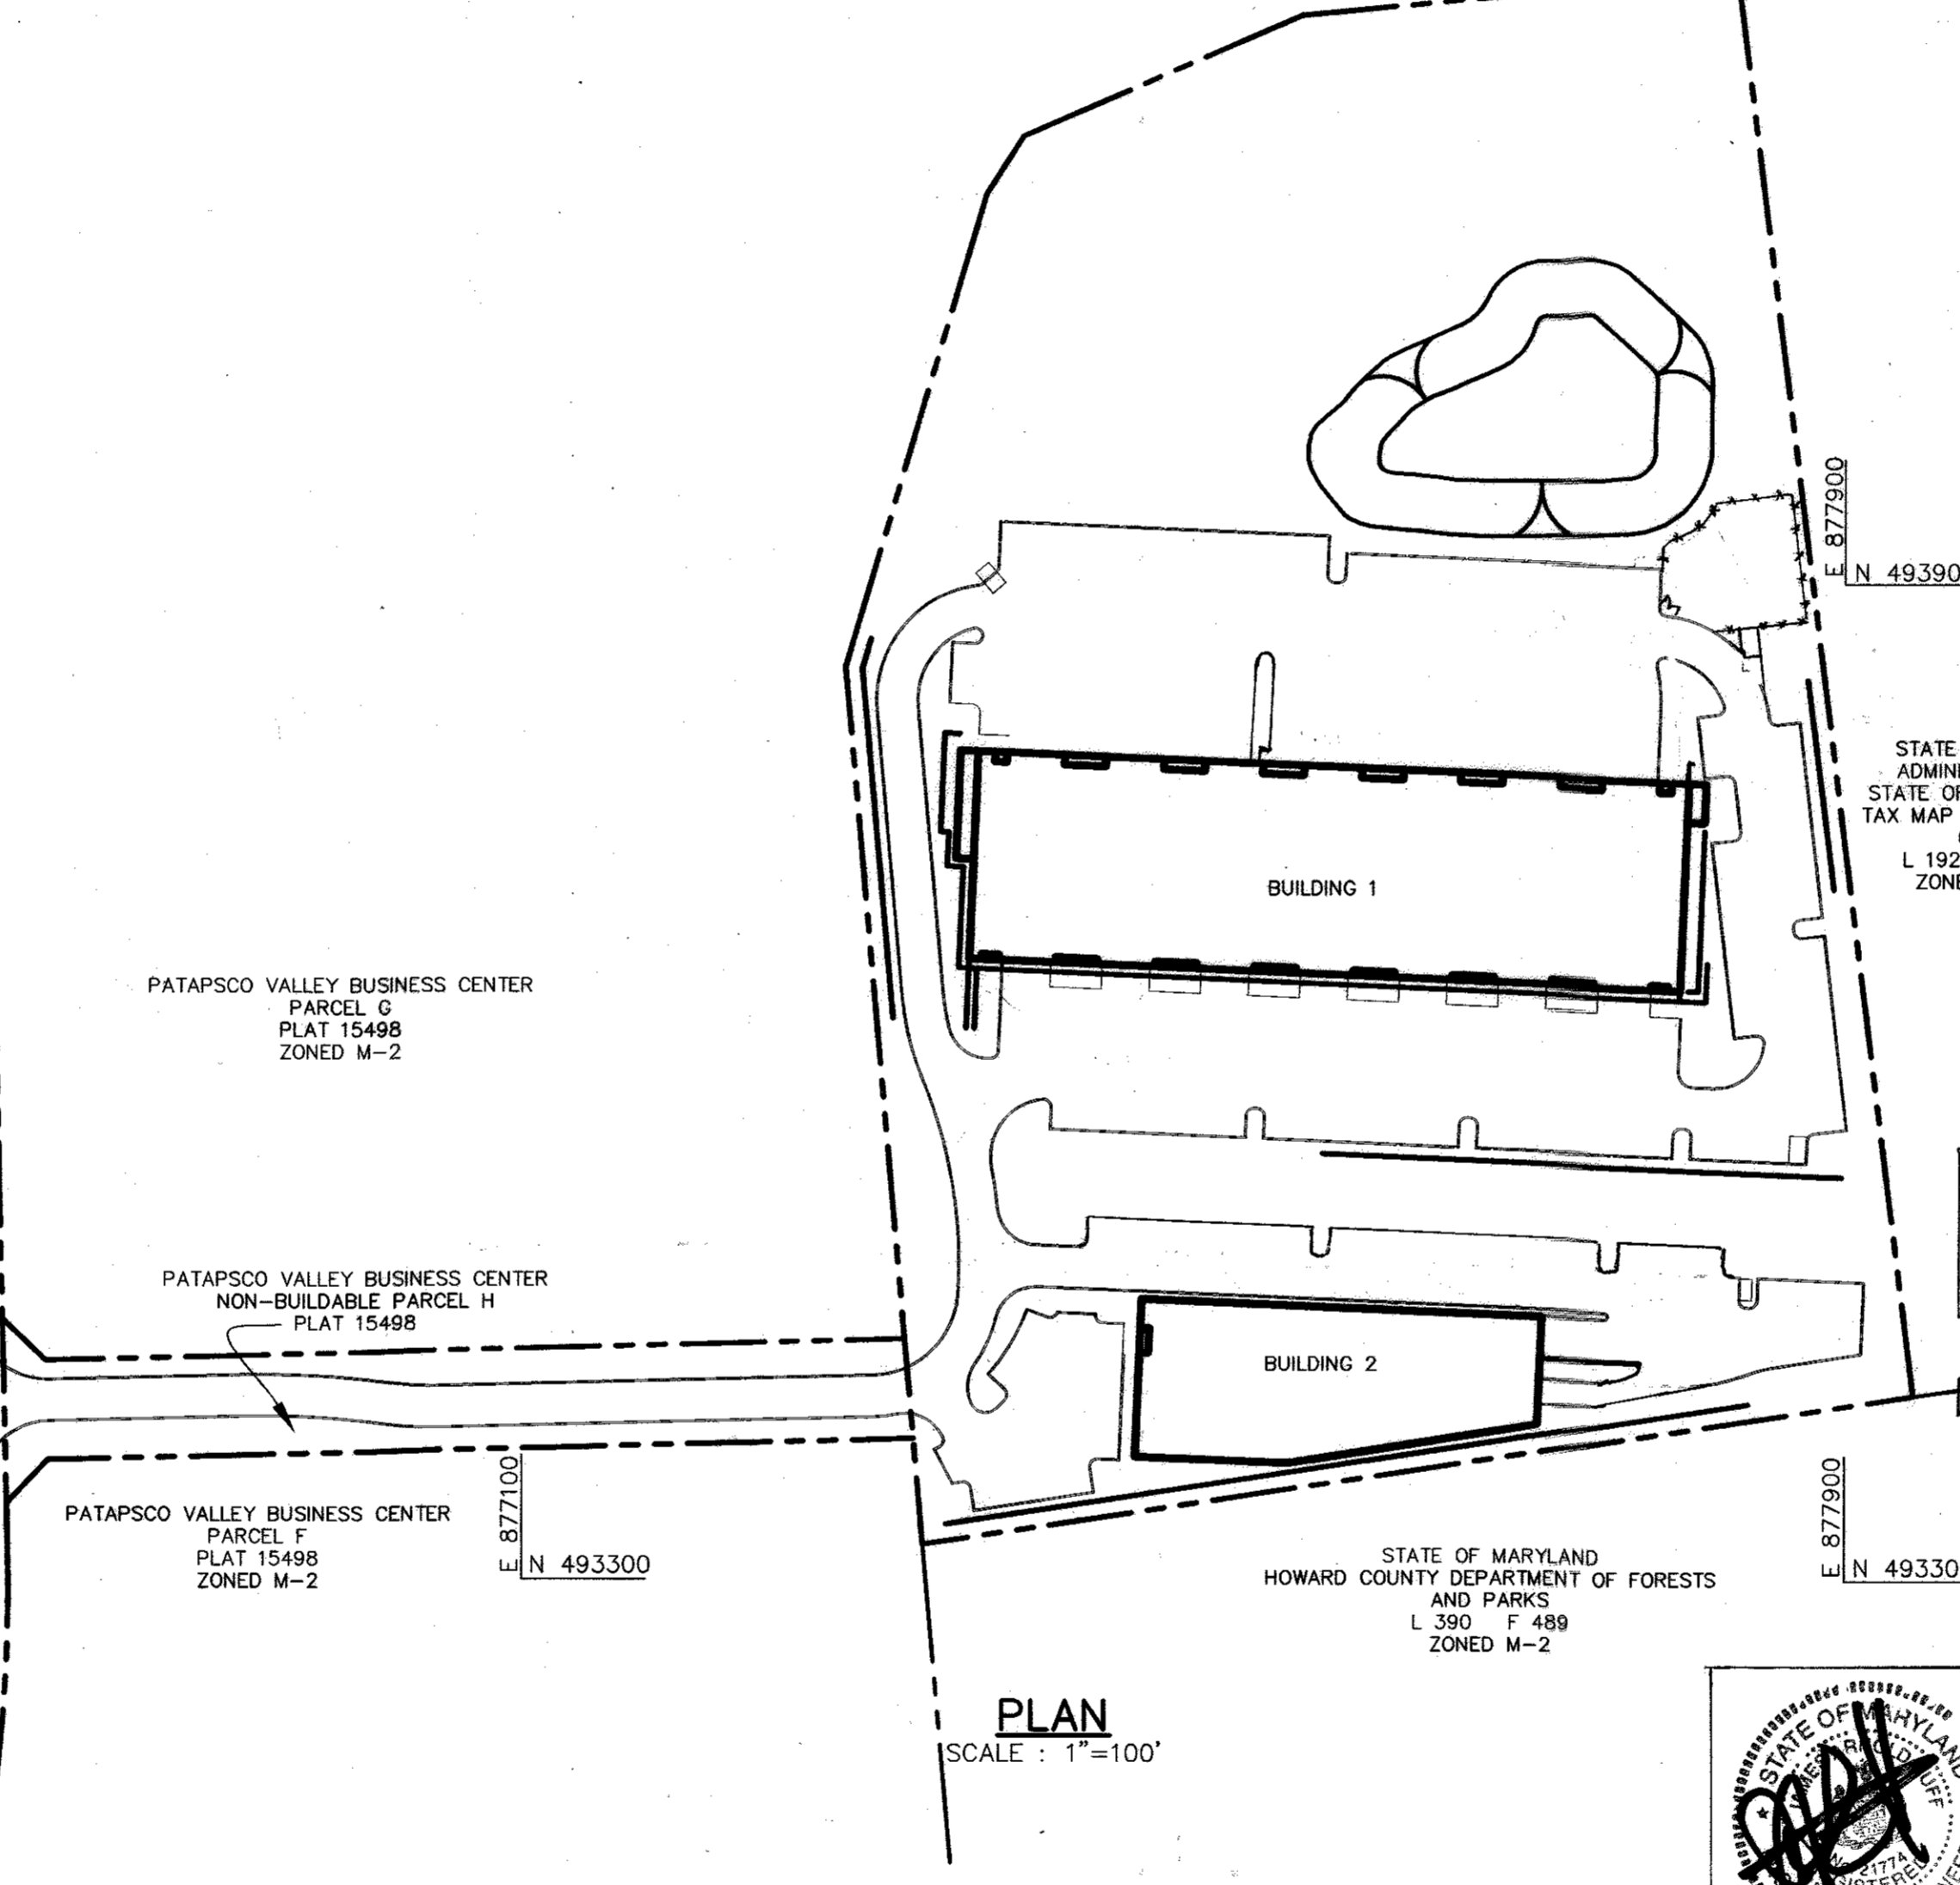 E 877900
N 49390
STATE
ADMINI
STATE OF
TAX MAP
L 192
ZONE
BUILDING 1
PATAPSCO VALLEY BUSINESS CENTER
PARCEL G
PLAT 15498
ZONED M-2
PATAPSCO VALLEY BUSINESS CENTER
NON-BUILDABLE PARCEL H
PLAT 15498
BUILDING 2
PATAPSCO VALLEY BUSINESS CENTER
PARCEL F
PLAT 15498
ZONED M-2
E 877100
N 493300
STATE OF MARYLAND
HOWARD COUNTY DEPARTMENT OF FORESTS
AND PARKS
L 390 F 489
ZONED M-2
E 877900
N 49330
PLAN
SCALE : 1"=100'
STATE OF MARYLAND
21774